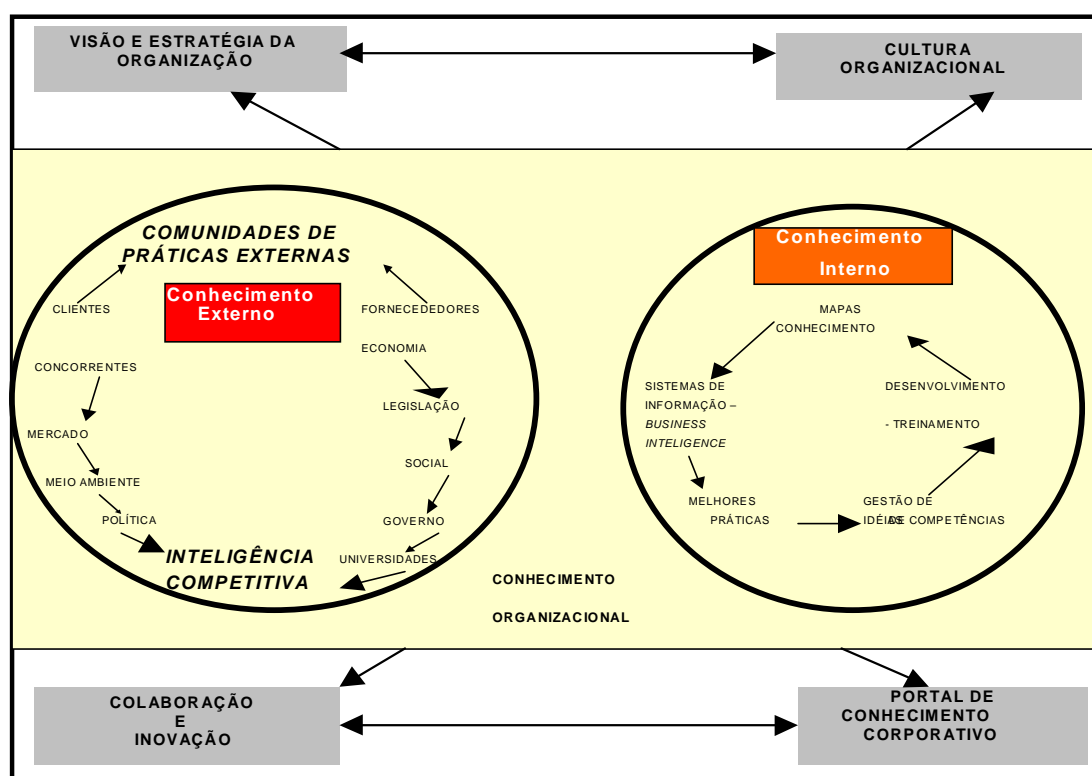 VISÃO E ESTRATÉGIA DA
ORGANIZAÇÃO
CULTURA
ORGANIZACIONAL
COMUNIDADES DE
PRÁTICAS EXTERNAS
Conhecimento
Externo
CLIENTES
FORNECEDEDORES
ECONOMIA
CONCORRENTES
LEGISLAÇÃO
MERCADO
SOCIAL
MEIO AMBIENTE
POLÍTICA
GOVERNO
UNIVERSIDADES
INTELIGÊNCIA
COMPETITIVA
Conhecimento
Interno
MAPAS
CONHECIMENTO
SISTEMAS DE
INFORMAÇÃO –
BUSINESS
INTELIGENCE
DESENVOLVIMENTO
- TREINAMENTO
MELHORES
PRÁTICAS
GESTÃO DE
COMPETÊNCIAS
CONHECIMENTO
ORGANIZACIONAL
COLABORAÇÃO
E
INOVAÇÃO
PORTAL DE
CONHECIMENTO
CORPORATIVO